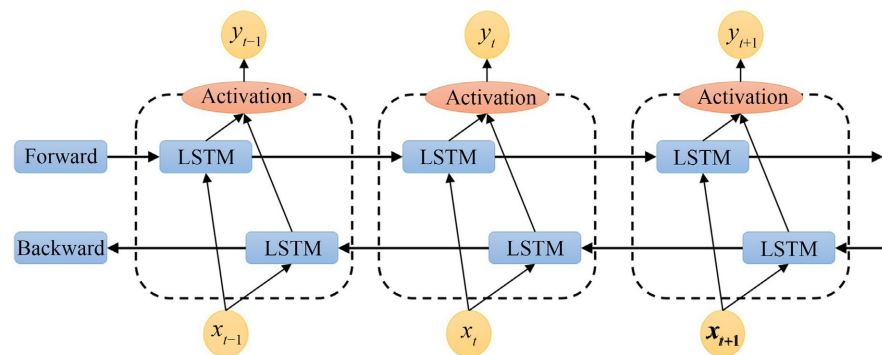 y_{t−1} y_t y_{t+1}
Activation Activation Activation
Forward LSTM LSTM LSTM
Backward LSTM LSTM LSTM
x_{t−1} x_t x_{t+1}